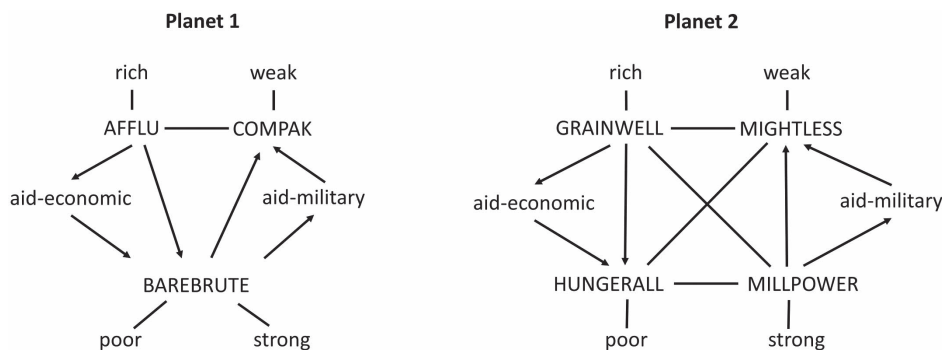 Planet 1
rich weak
AFFLU COMPAK
aid-economic aid-military
BAREBRUTE
poor strong
Planet 2
rich weak
GRAINWELL MIGHTLESS
aid-economic aid-military
HUNGERALL MILLPOWER
poor strong